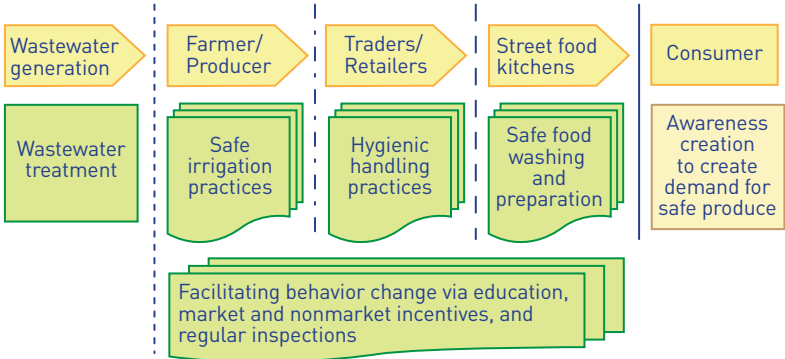 Wastewater
generation
Farmer/
Producer
Traders/
Retailers
Street food
kitchens
Consumer
Wastewater
treatment
Safe
irrigation
practices
Hygienic
handling
practices
Safe food
washing
and
preparation
Awareness
creation
to create
demand for
safe produce
Facilitating behavior change via education,
market and nonmarket incentives, and
regular inspections